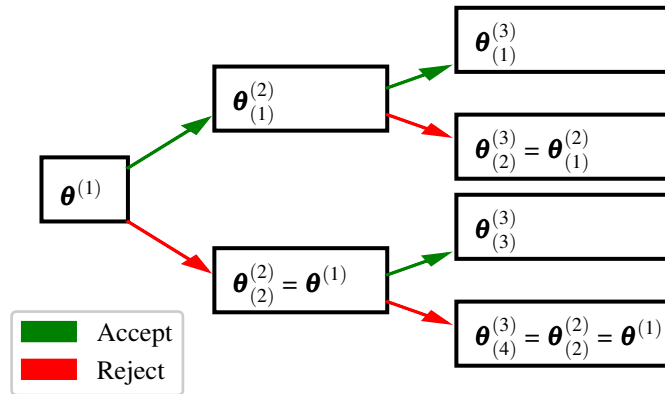 θ^{(3)}_{(1)}
θ^{(2)}_{(1)}
θ^{(3)}_{(2)} = θ^{(2)}_{(1)}
θ^{(1)}
θ^{(3)}_{(3)}
θ^{(2)}_{(2)} = θ^{(1)}
θ^{(3)}_{(4)} = θ^{(2)}_{(2)} = θ^{(1)}
Accept
Reject